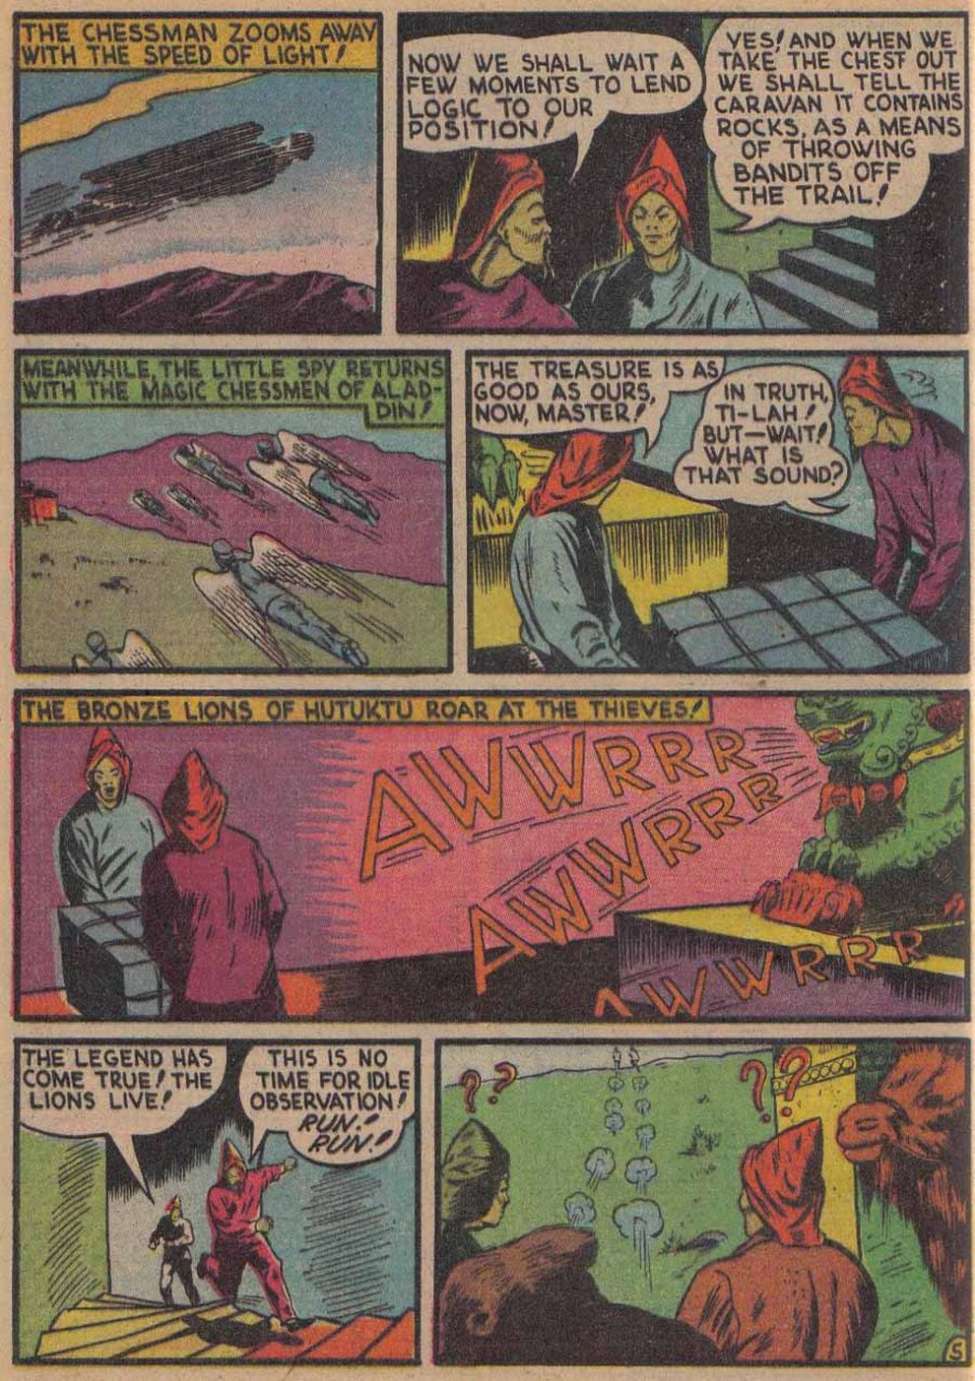 THE CHESSMAN ZOOMS AWAY
WITH THE SPEED OF LIGHT!
NOW WE SHALL WAIT A
FEW MOMENTS TO LEND
LOGIC TO OUR
POSITION!
YES! AND WHEN WE
TAKE THE CHEST OUT
WE SHALL TELL THE
CARAVAN IT CONTAINS
ROCKS, AS A MEANS
OF THROWING
BANDITS OFF
THE TRAIL!
MEANWHILE, THE LITTLE SPY RETURNS
WITH THE MAGIC CHESSMEN OF ALAD-
DIN!
THE TREASURE IS AS
GOOD AS OURS,
NOW, MASTER!
IN TRUTH,
TI-LAH!
BUT—WAIT!
WHAT IS
THAT SOUND?
THE BRONZE LIONS OF HUTUKTU ROAR AT THE THIEVES!
AWWRRR
AWWRRR
AWWRRR
THE LEGEND HAS
COME TRUE! THE
LIONS LIVE!
THIS IS NO
TIME FOR IDLE
OBSERVATION!
RUN!
RUN!
? ?
? ?
5